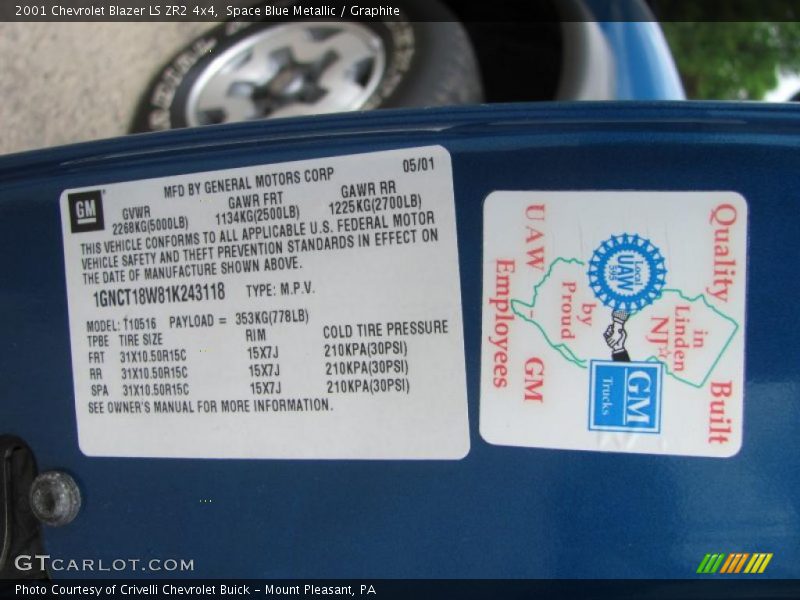 2001 Chevrolet Blazer LS ZR2 4x4, Space Blue Metallic / Graphite
GM
MFD BY GENERAL MOTORS CORP 05/01
GVWR GAWR FRT GAWR RR
2268KG(5000LB) 1134KG(2500LB) 1225KG(2700LB)
THIS VEHICLE CONFORMS TO ALL APPLICABLE U.S. FEDERAL MOTOR
VEHICLE SAFETY AND THEFT PREVENTION STANDARDS IN EFFECT ON
THE DATE OF MANUFACTURE SHOWN ABOVE.
1GNCT18W81K243118 TYPE: M.P.V.
MODEL: T10516 PAYLOAD = 353KG(778LB)
TPBE TIRE SIZE RIM COLD TIRE PRESSURE
FRT 31X10.50R15C 15X7J 210KPA(30PSI)
RR 31X10.50R15C 15X7J 210KPA(30PSI)
SPA 31X10.50R15C 15X7J 210KPA(30PSI)
SEE OWNER'S MANUAL FOR MORE INFORMATION.
Quality Built
in
Linden
NJ
Local
UAW
595
GM
Trucks
by
Proud
UAW - GM
Employees
GTCARLOT.COM
Photo Courtesy of Crivelli Chevrolet Buick - Mount Pleasant, PA